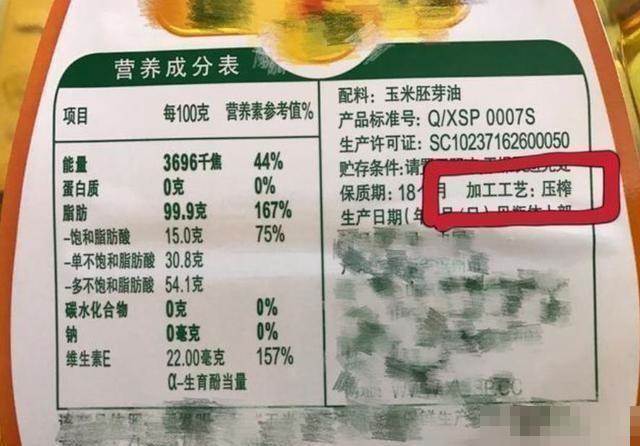 营养成分表
项目 每100克 营养素参考值%
能量 3696千焦 44%
蛋白质 0克 0%
脂肪 99.9克 167%
-饱和脂肪酸 15.0克 75%
-单不饱和脂肪酸 30.8克
-多不饱和脂肪酸 54.1克
碳水化合物 0克 0%
钠 0毫克 0%
维生素E 22.00毫克 157%
α-生育酚当量
配料：玉米胚芽油
产品标准号：Q/XSP 0007S
生产许可证：SC10237162600050
贮存条件：请
保质期：18个月 加工工艺：压榨
生产日期(年